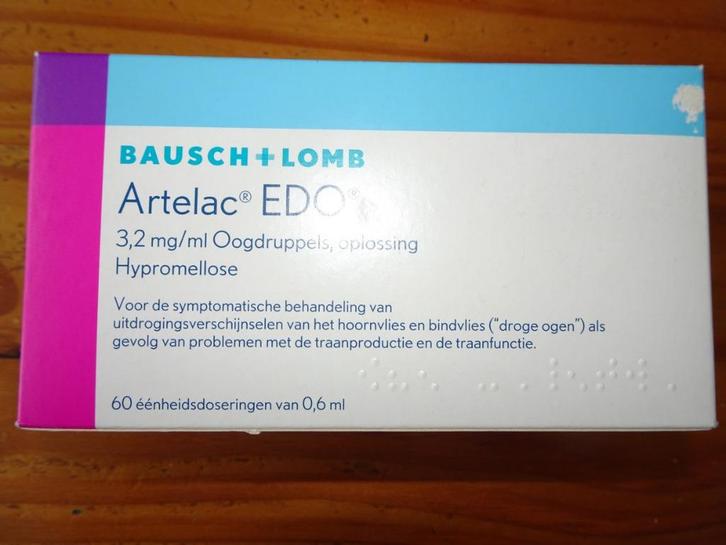 BAUSCH+LOMB
Artelac® EDO®
3,2 mg/ml Oogdruppels, oplossing
Hypromellose
Voor de symptomatische behandeling van
uitdrogingsverschijnselen van het hoornvlies en bindvlies ("droge ogen") als
gevolg van problemen met de traanproductie en de traanfunctie.
60 éénheidsdoseringen van 0,6 ml